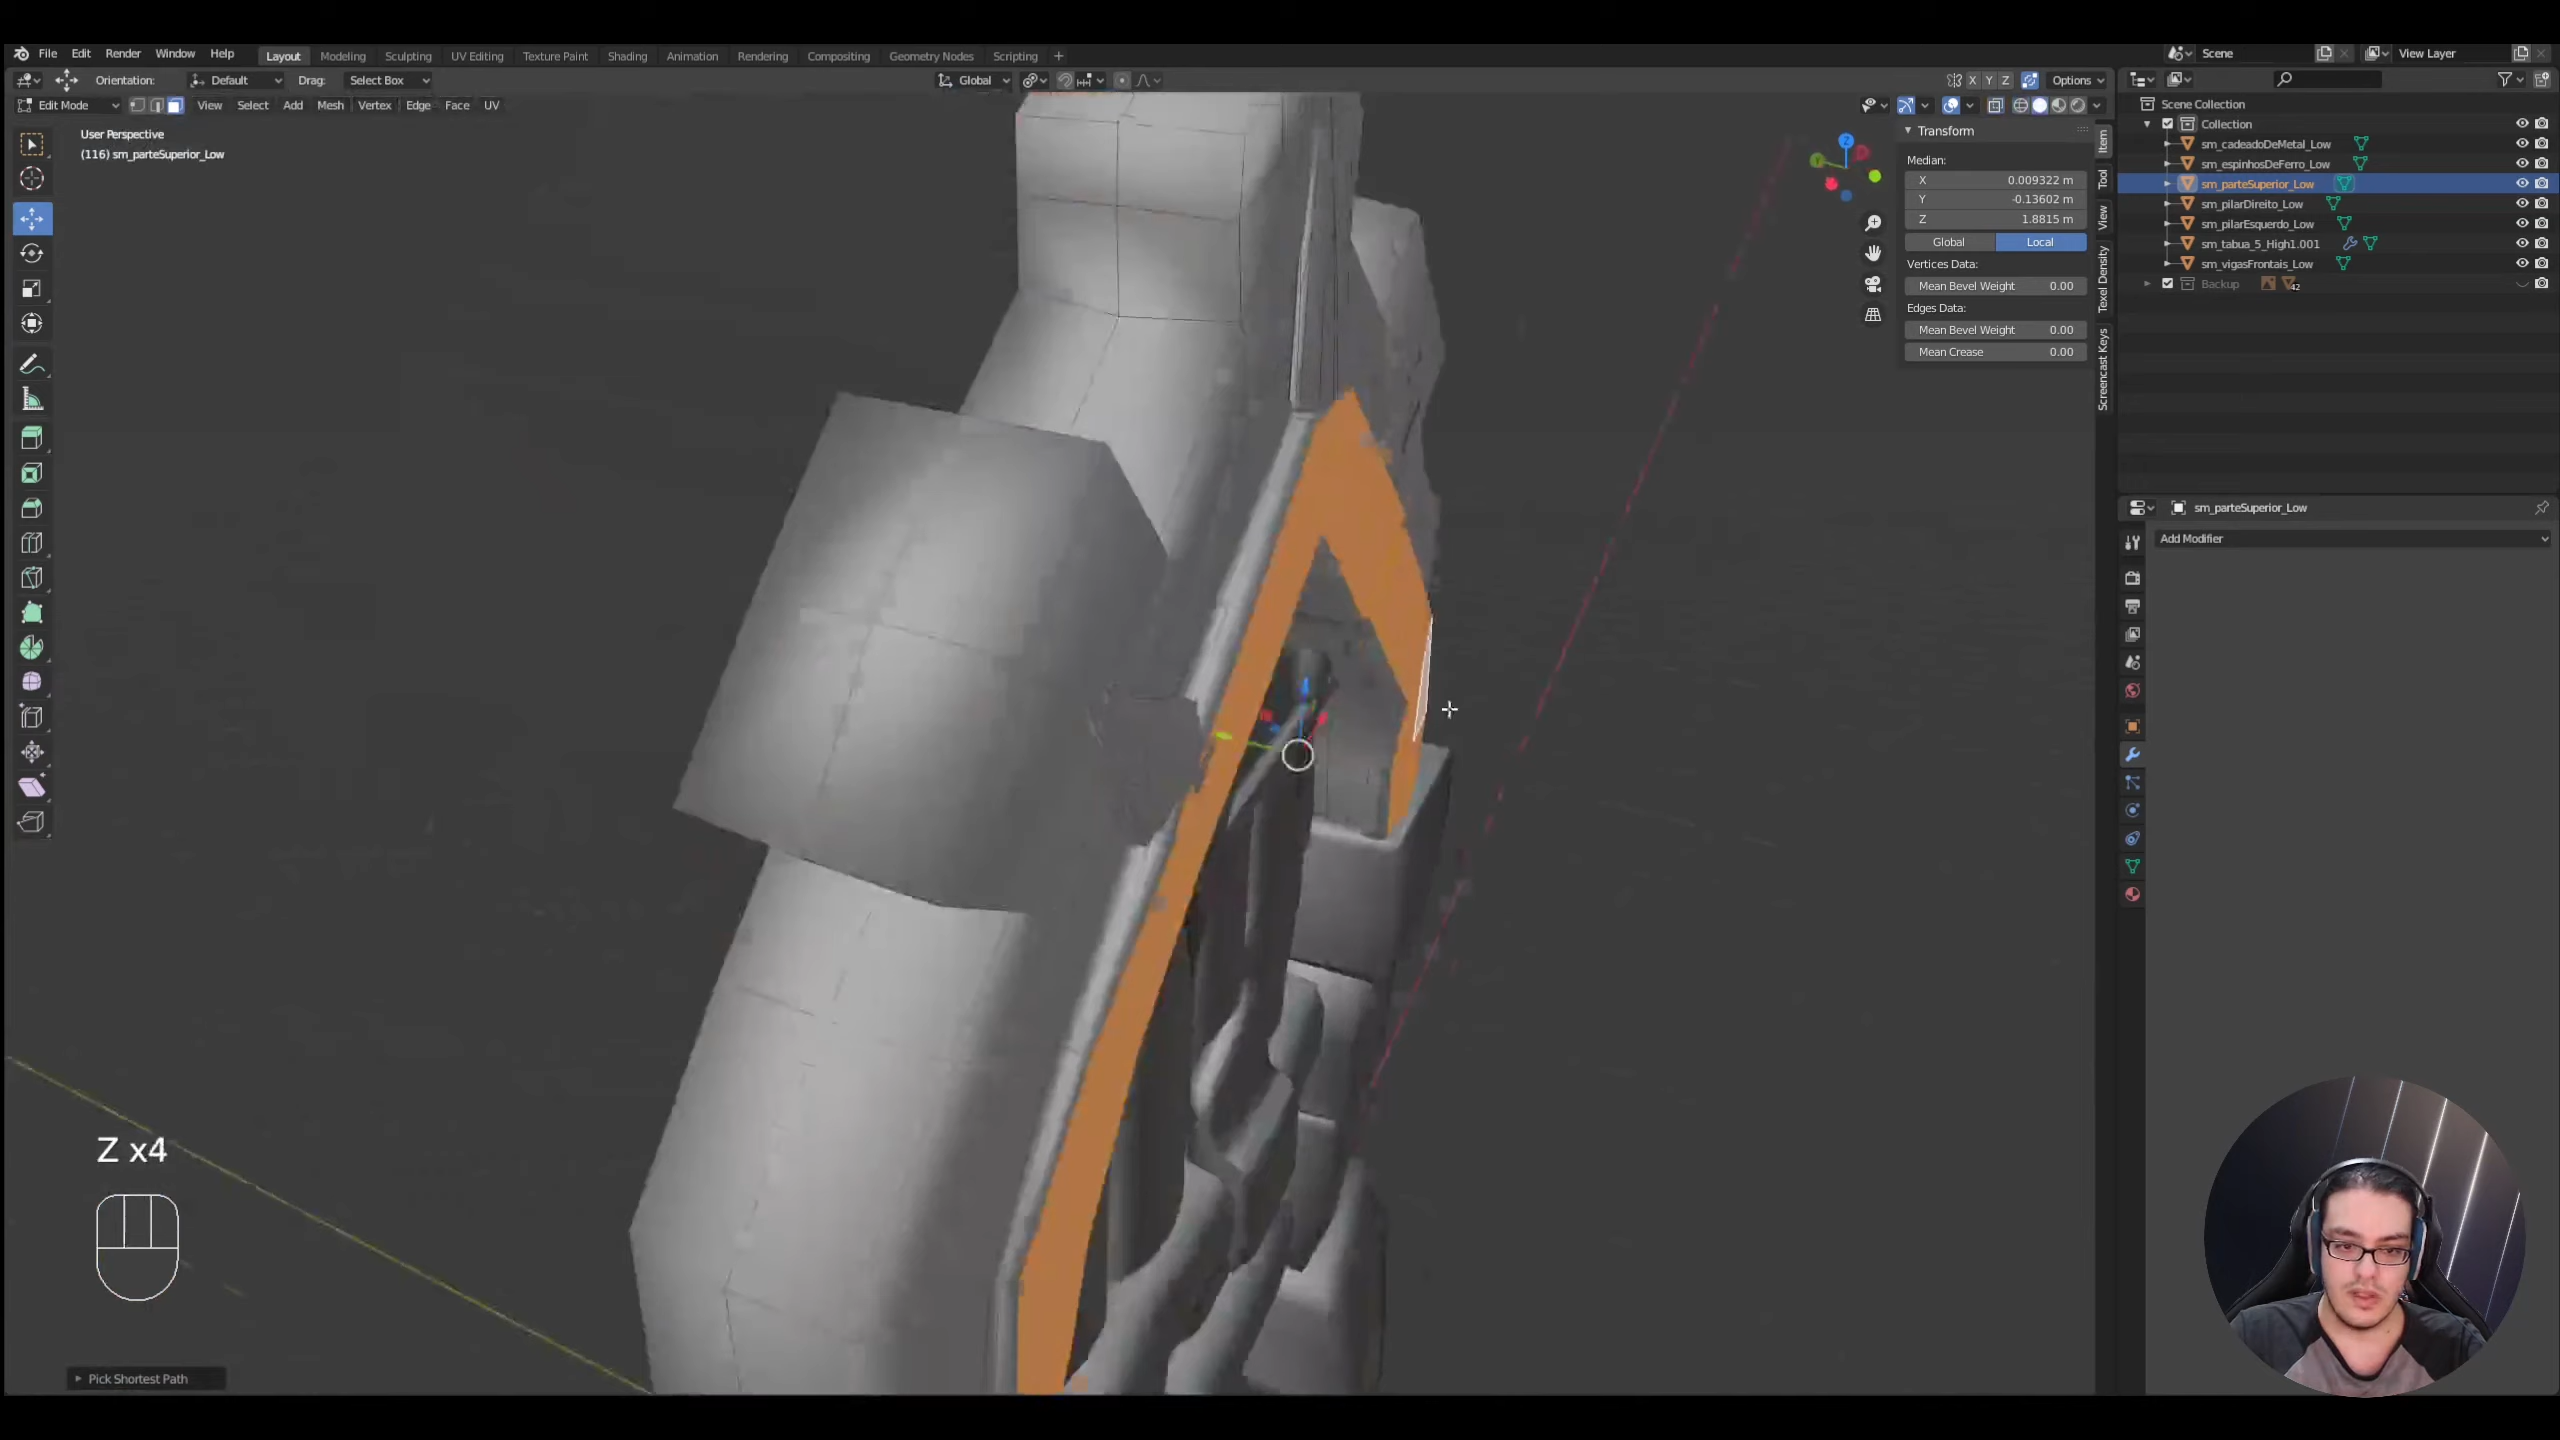 File Edit Render Window Help Layout Modeling Sculpting UV Editing Texture Paint Shading Animation Rendering Compositing Geometry Nodes Scripting +
Scene
View Layer
Orientation: Default Drag: Select Box
Global
X Y Z Options
Edit Mode View Select Add Mesh Vertex Edge Face UV
User Perspective
(116) sm_parteSuperior_Low
Transform
Median:
X 0.009322 m
Y -0.13602 m
Z 1.8815 m
Global Local
Vertices Data:
Mean Bevel Weight 0.00
Edges Data:
Mean Bevel Weight 0.00
Mean Crease 0.00
Item
Tool
View
Texel Density
Screencast Keys
Scene Collection
Collection
sm_cadeadoDeMetal_Low
sm_espinhosDeFerro_Low
sm_parteSuperior_Low
sm_pilarDireito_Low
sm_pilarEsquerdo_Low
sm_tabua_5_High1.001
sm_vigasFrontais_Low
Backup 42
sm_parteSuperior_Low
Add Modifier
Z x4
Pick Shortest Path